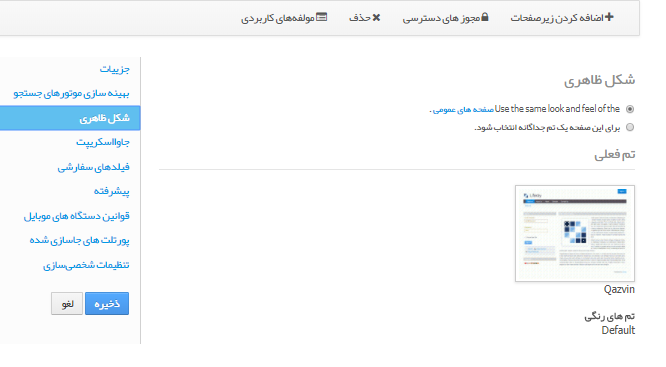 اضافه کردن زیرصفحات
مجوز های دسترسی
حذف
مولفه‌های کاربردی
شکل ظاهری
Use the same look and feel of the صفحه های عمومی .
برای این صفحه یک تم جداگانه انتخاب شود.
تم فعلی
Qazvin
تم های رنگی
Default
جزییات
بهینه سازی موتورهای جستجو
شکل ظاهری
جاوااسکریپت
فیلدهای سفارشی
پیشرفته
قوانین دستگاه های موبایل
پورتلت های جاسازی شده
تنظیمات شخصی‌سازی
ذخیره
لغو